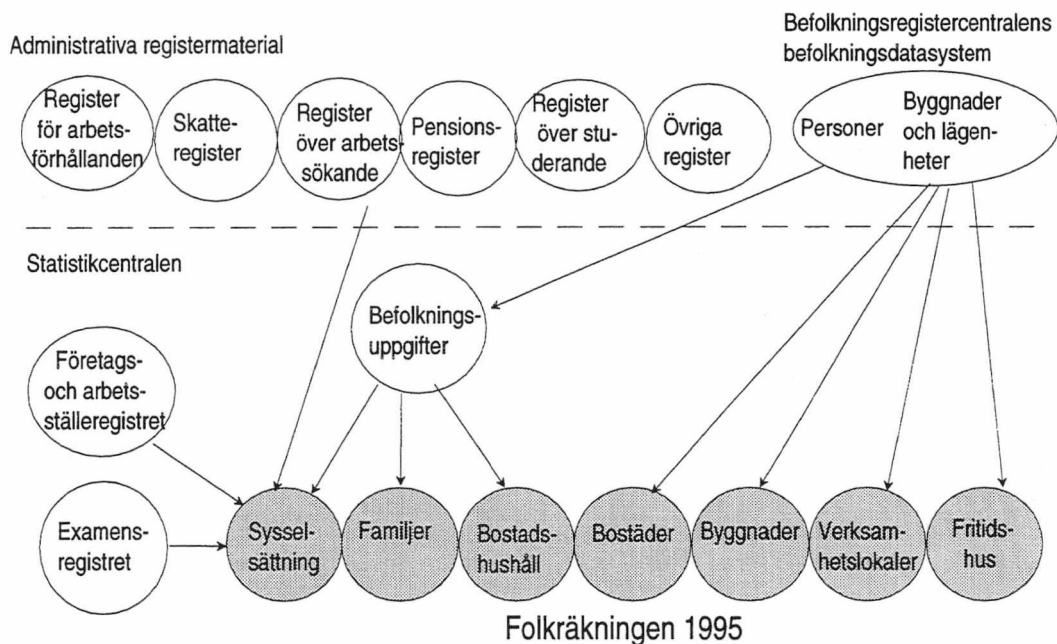 Administrativa registermaterial
Befolkningsregistercentralens
befolkningsdatasystem
Register
för arbets-
förhållanden
Skatte-
register
Register
över arbets-
sökande
Pensions-
register
Register
över stu-
derande
Övriga
register
Personer
Byggnader
och lägen-
heter
Statistikcentralen
Befolknings-
uppgifter
Företags-
och arbets-
ställeregistret
Examens-
registret
Syssel-
sättning
Familjer
Bostads-
hushåll
Bostäder
Byggnader
Verksam-
hetslokaler
Fritids-
hus
Folkräkningen 1995